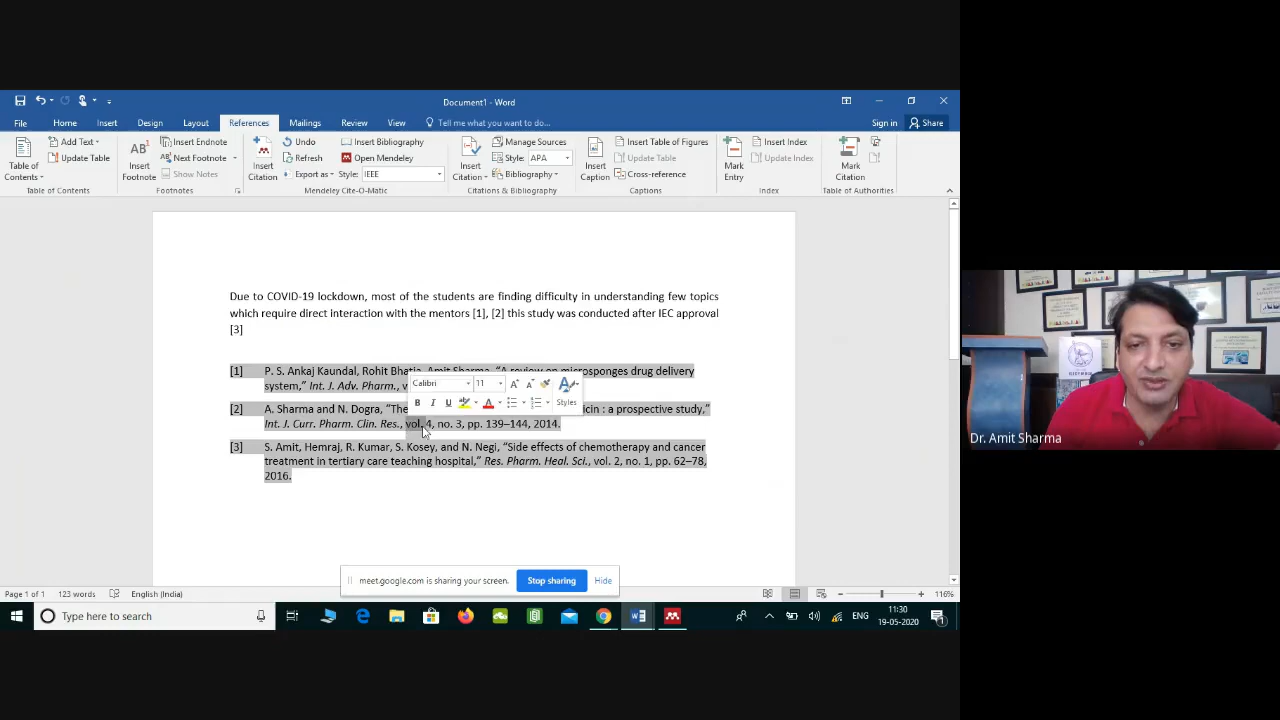 Document1 - Word
Sign in
Share
File
Home
Insert
Design
Layout
References
Mailings
Review
View
Tell me what you want to do...
Table of Contents
Add Text
Update Table
Table of Contents
AB1
Insert Footnote
Insert Endnote
Next Footnote
Show Notes
Footnotes
Insert Citation
Undo
Refresh
Export as
Insert Bibliography
Open Mendeley
Style: IEEE
Mendeley Cite-O-Matic
Insert Citation
Manage Sources
Style: APA
Bibliography
Citations & Bibliography
Insert Caption
Insert Table of Figures
Update Table
Cross-reference
Captions
Mark Entry
Insert Index
Update Index
Index
Mark Citation
Table of Authorities
Due to COVID-19 lockdown, most of the students are finding difficulty in understanding few topics
which require direct interaction with the mentors [1], [2] this study was conducted after IEC approval
[3]
[1] P. S. Ankaj Kaundal, Rohit Bhatia, Amit Sharma, “A review on microsponges drug delivery
system,” Int. J. Adv. Pharm., v
Calibri 11
B I U A Styles
[2] A. Sharma and N. Dogra, “The icin : a prospective study,”
Int. J. Curr. Pharm. Clin. Res., vol. 4, no. 3, pp. 139–144, 2014.
[3] S. Amit, Hemraj, R. Kumar, S. Kosey, and N. Negi, “Side effects of chemotherapy and cancer
treatment in tertiary care teaching hospital,” Res. Pharm. Heal. Sci., vol. 2, no. 1, pp. 62–78,
2016.
Dr. Amit Sharma
meet.google.com is sharing your screen.
Stop sharing
Hide
Page 1 of 1
123 words
English (India)
116%
Type here to search
ENG
11:30
19-05-2020